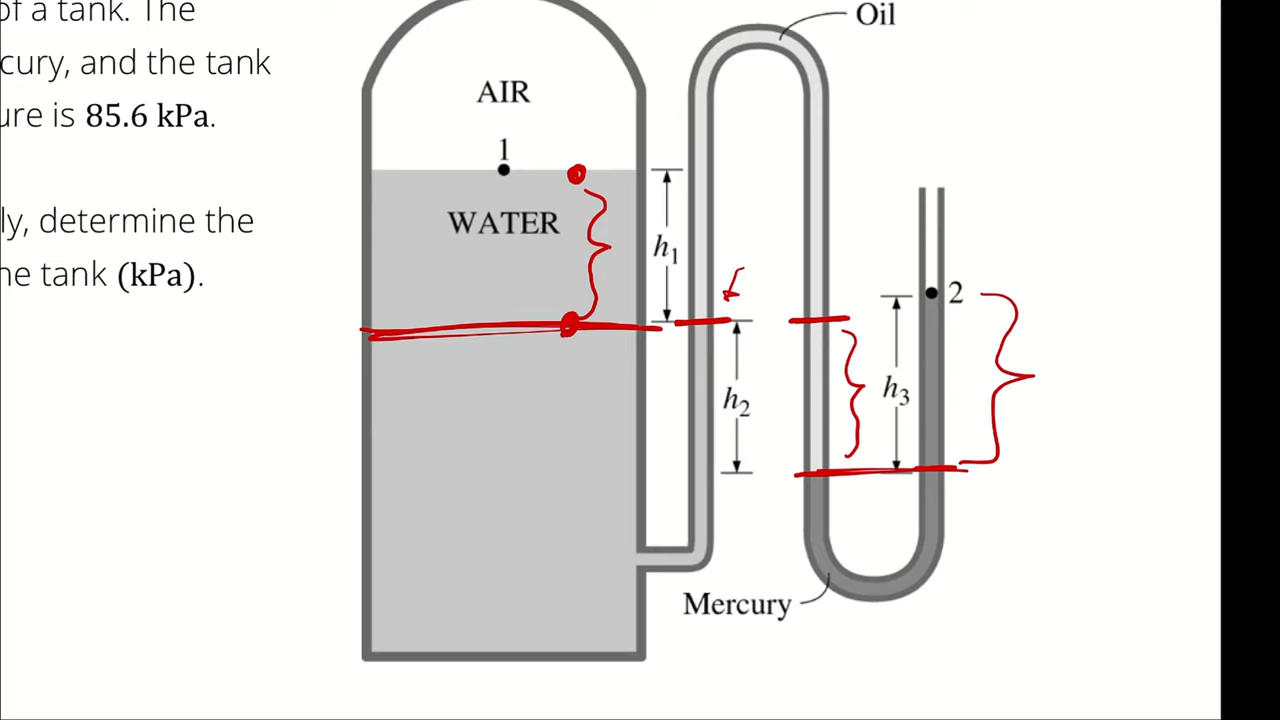 of a tank. The
cury, and the tank
ure is 85.6 kPa.
ly, determine the
he tank (kPa).
Oil
AIR
1
WATER
h₁
2
h₃
h₂
Mercury